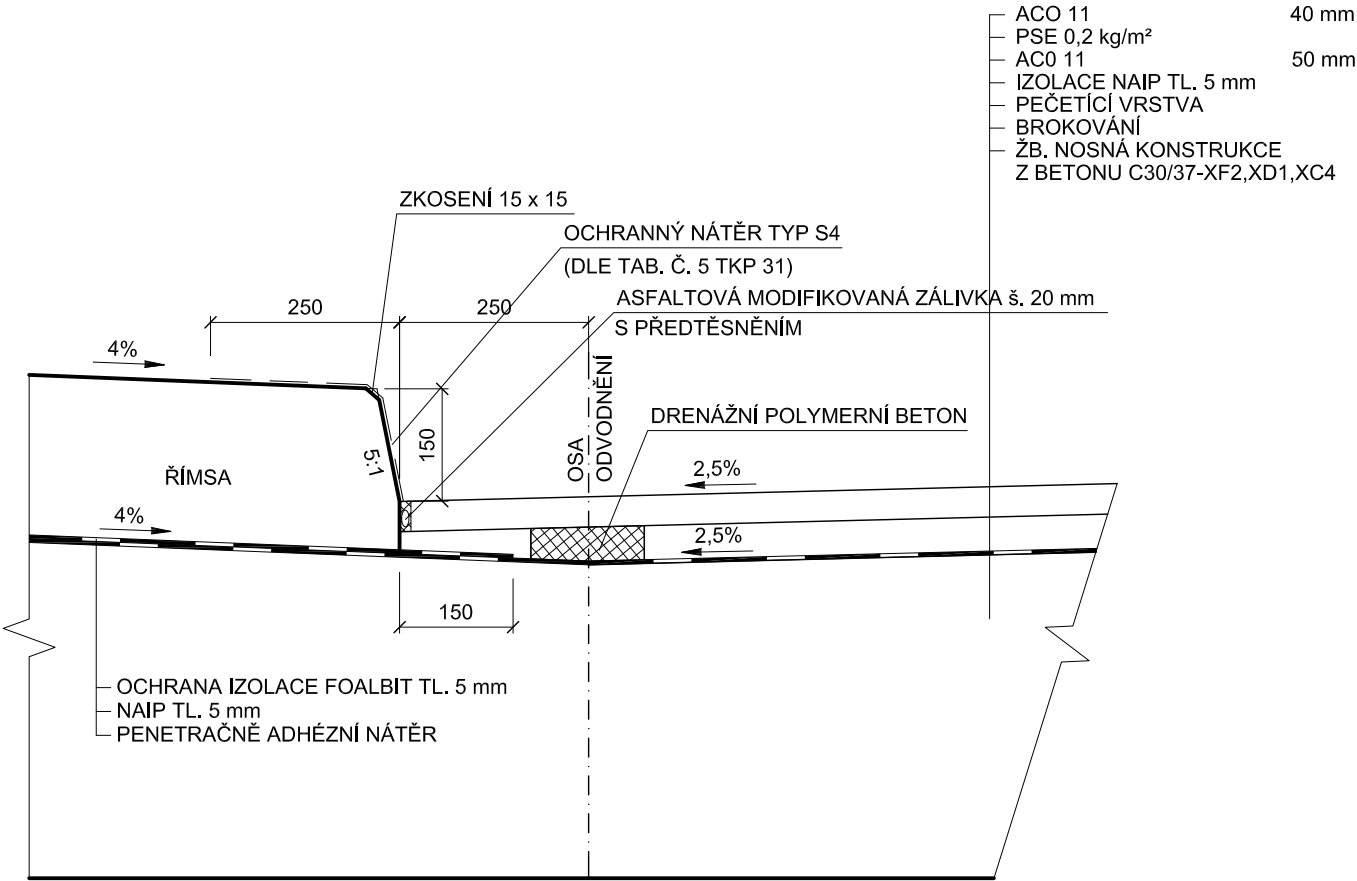 ACO 11 40 mm
PSE 0,2 kg/m²
AC0 11 50 mm
IZOLACE NAIP TL. 5 mm
PEČETÍCÍ VRSTVA
BROKOVÁNÍ
ŽB. NOSNÁ KONSTRUKCE
Z BETONU C30/37-XF2,XD1,XC4
ZKOSENÍ 15 x 15
OCHRANNÝ NÁTĚR TYP S4
(DLE TAB. Č. 5 TKP 31)
ASFALTOVÁ MODIFIKOVANÁ ZÁLIVKA š. 20 mm
S PŘEDTĚSNĚNÍM
250
250
4%
OSA
ODVODNĚNÍ
DRENÁŽNÍ POLYMERNÍ BETON
150
5:1
ŘÍMSA
2,5%
4%
2,5%
150
OCHRANA IZOLACE FOALBIT TL. 5 mm
NAIP TL. 5 mm
PENETRAČNĚ ADHÉZNÍ NÁTĚR